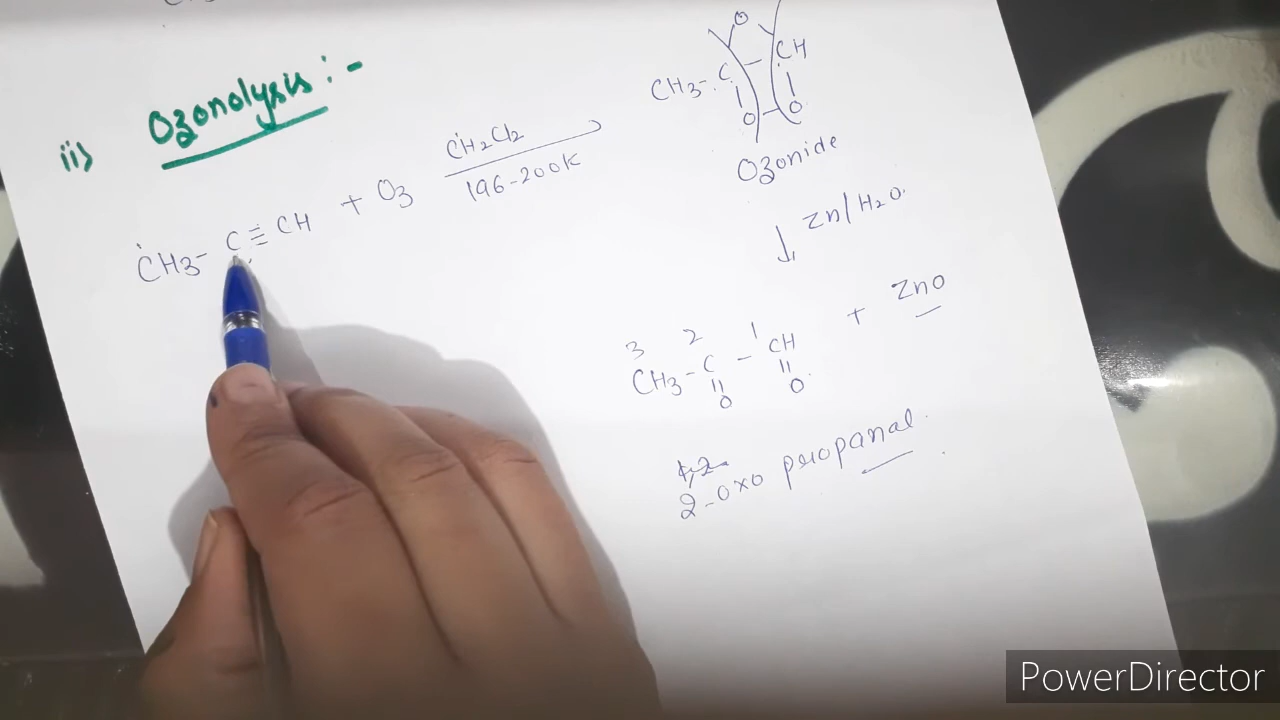 ii) Ozonolysis :-
CH3 - C ≡ CH + O3
CH2Cl2
196-200K
O
CH3 - C - CH
O - O
Ozonide
Zn/H2O.
3 2 1
CH3 - C - CH + ZnO
O O
2-oxo propanal.
PowerDirector